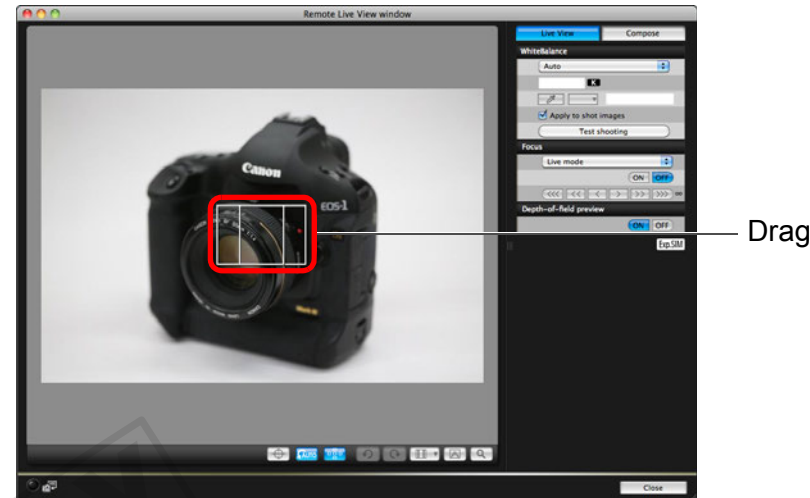 Remote Live View window
Live View
Compose
WhiteBalance
Auto
K
Apply to shot images
Test shooting
Focus
Live mode
ON OFF
Depth-of-field preview
ON OFF
Exp.SIM
Canon
EOS-1
Drag
AUTO
Close